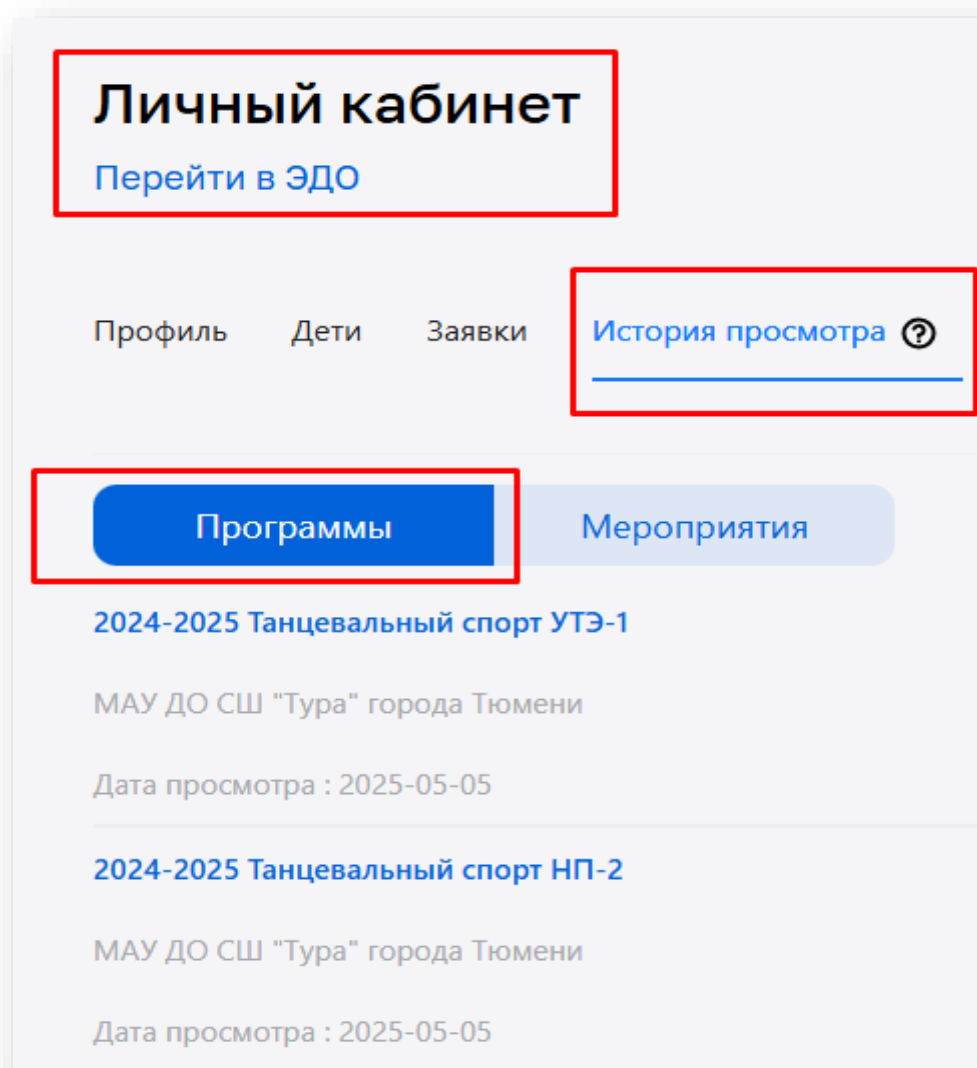 Личный кабинет
Перейти в ЭДО
Профиль Дети Заявки История просмотра ?
Программы Мероприятия
2024-2025 Танцевальный спорт УТЭ-1
МАУ ДО СШ "Тура" города Тюмени
Дата просмотра : 2025-05-05
2024-2025 Танцевальный спорт НП-2
МАУ ДО СШ "Тура" города Тюмени
Дата просмотра : 2025-05-05